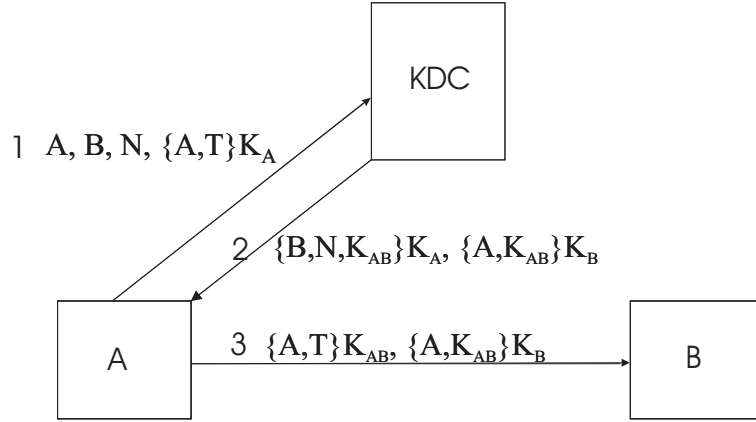 KDC
1 A, B, N, {A,T}K_A
2 {B,N,K_AB}K_A, {A,K_AB}K_B
3 {A,T}K_AB, {A,K_AB}K_B
A
B